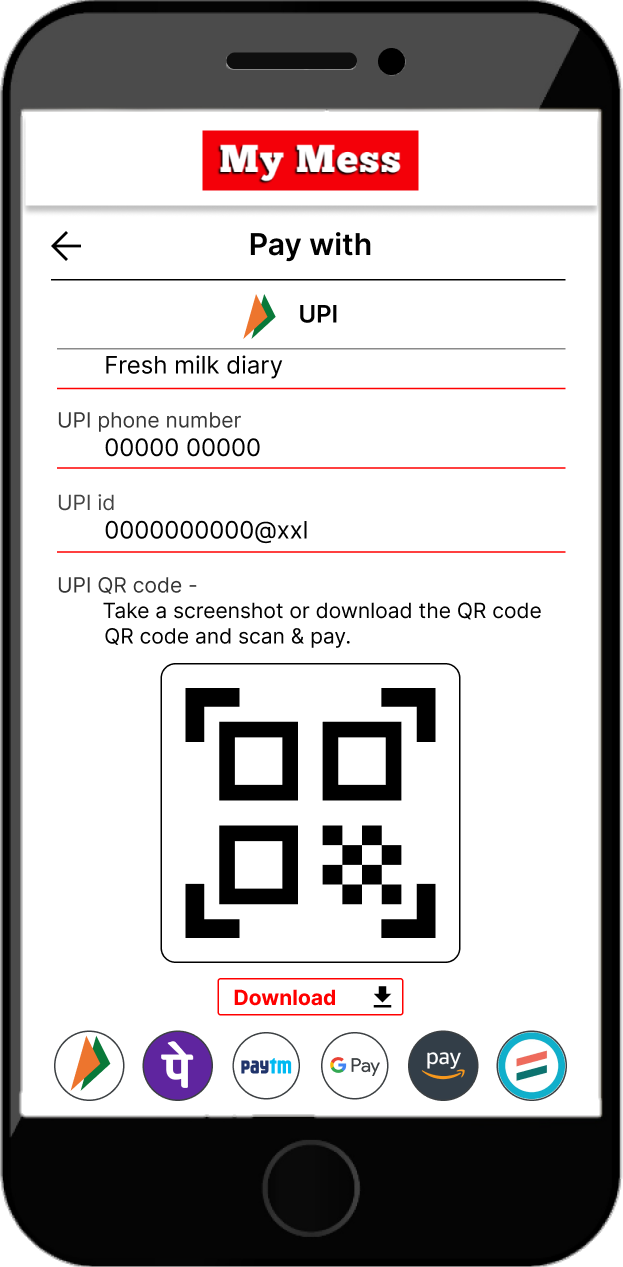 My Mess
Pay with
UPI
Fresh milk diary
UPI phone number
00000 00000
UPI id
0000000000@xxl
UPI QR code -
Take a screenshot or download the QR code
QR code and scan & pay.
Download
पे
paytm
G Pay
pay